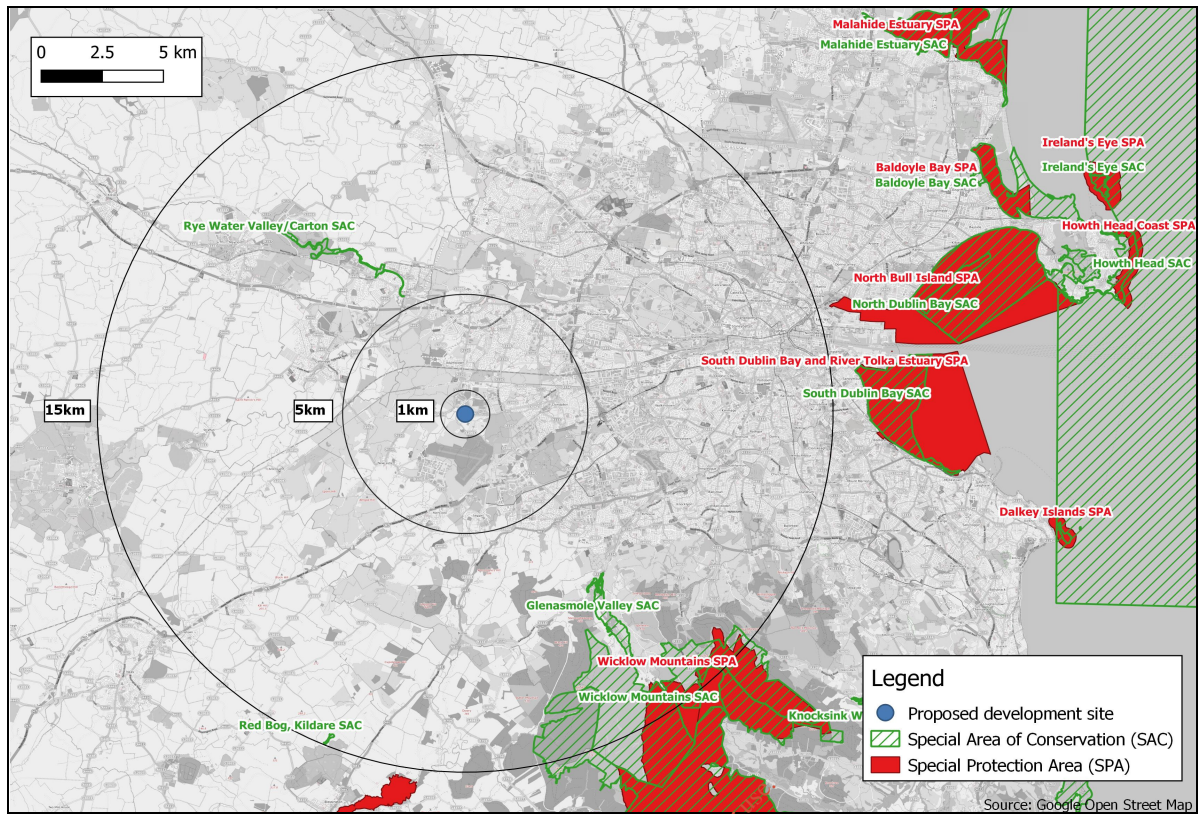 Malahide Estuary SPA
Malahide Estuary SAC
0 2.5 5 km
Ireland's Eye SPA
Ireland's Eye SAC
Baldoyle Bay SPA
Baldoyle Bay SAC
Rye Water Valley/Carton SAC
Howth Head Coast SPA
Howth Head SAC
North Bull Island SPA
North Dublin Bay SAC
South Dublin Bay and River Tolka Estuary SPA
South Dublin Bay SAC
15km
5km
1km
Dalkey Islands SPA
Glenasmole Valley SAC
Wicklow Mountains SPA
Wicklow Mountains SAC
Knocksink W
Red Bog, Kildare SAC
Legend
Proposed development site
Special Area of Conservation (SAC)
Special Protection Area (SPA)
Source: Google Open Street Map